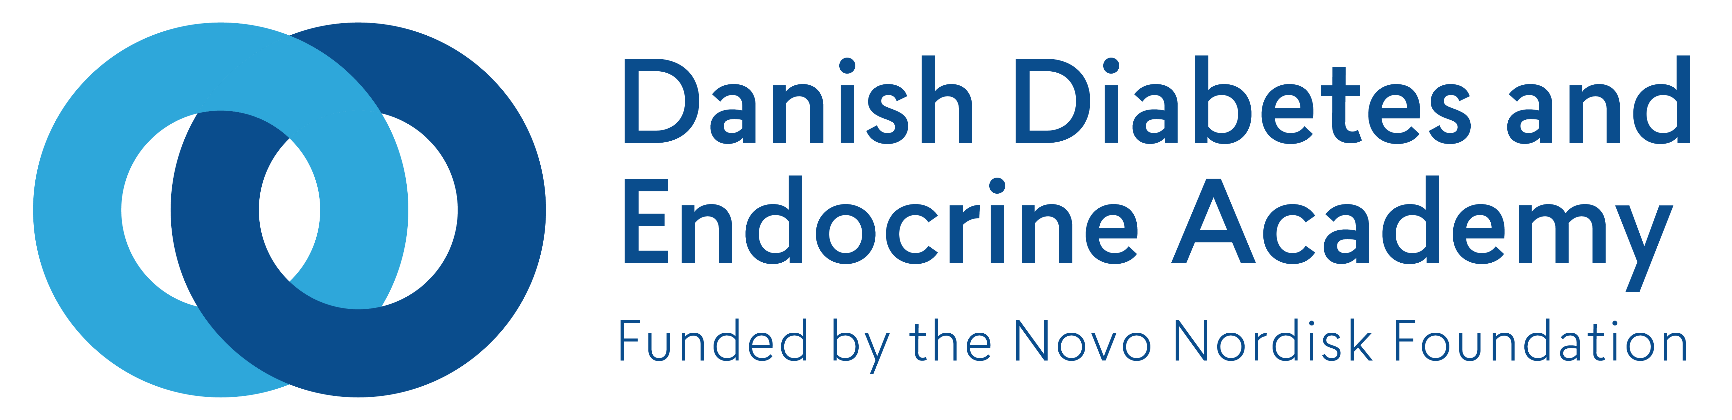 Danish Diabetes and
Endocrine Academy
Funded by the Novo Nordisk Foundation